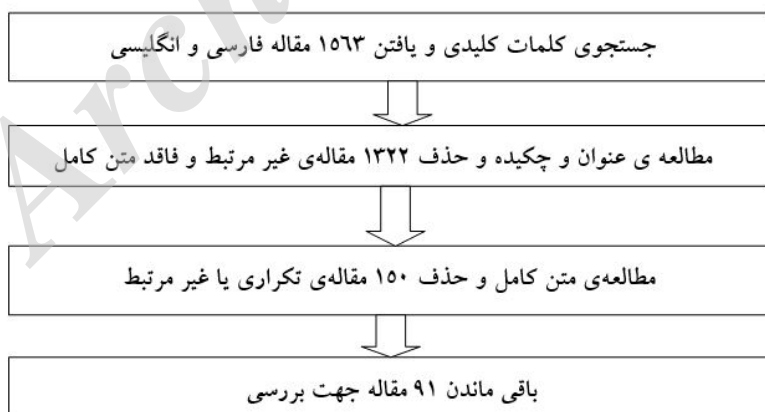 جستجوی کلمات کلیدی و یافتن ۱۵۶۳ مقاله فارسی و انگلیسی
مطالعه ی عنوان و چکیده و حذف ۱۳۲۲ مقاله‌ی غیر مرتبط و فاقد متن کامل
مطالعه‌ی متن کامل و حذف ۱۵۰ مقاله‌ی تکراری یا غیر مرتبط
باقی ماندن ۹۱ مقاله جهت بررسی